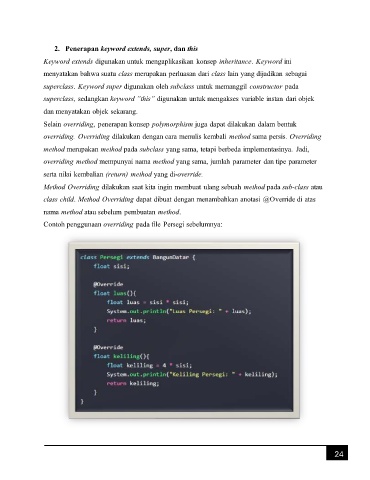 2. Penerapan keyword extends, super, dan this
Keyword extends digunakan untuk mengaplikasikan konsep inheritance. Keyword ini
menyatakan bahwa suatu class merupakan perluasan dari class lain yang dijadikan sebagai
superclass. Keyword super digunakan oleh subclass untuk memanggil constructor pada
superclass, sedangkan keyword "this" digunakan untuk mengakses variable instan dari objek
dan menyatakan objek sekarang.
Selain overriding, penerapan konsep polymorphism juga dapat dilakukan dalam bentuk
overriding. Overriding dilakukan dengan cara menulis kembali method sama persis. Overriding
method merupakan method pada subclass yang sama, tetapi berbeda implementasinya. Jadi,
overriding method mempunyai nama method yang sama, jumlah parameter dan tipe parameter
serta nilai kembalian (return) method yang di-override.
Method Overriding dilakukan saat kita ingin membuat ulang sebuah method pada sub-class atau
class child. Method Overriding dapat dibuat dengan menambahkan anotasi @Override di atas
nama method atau sebelum pembuatan method.
Contoh penggunaan overriding pada file Persegi sebelumnya:
class Persegi extends BangunDatar {
float sisi;
@Override
float luas(){
float luas = sisi * sisi;
System.out.println("Luas Persegi: " + luas);
return luas;
}
@Override
float keliling(){
float keliling = 4 * sisi;
System.out.println("Keliling Persegi: " + keliling);
return keliling;
}
}
24